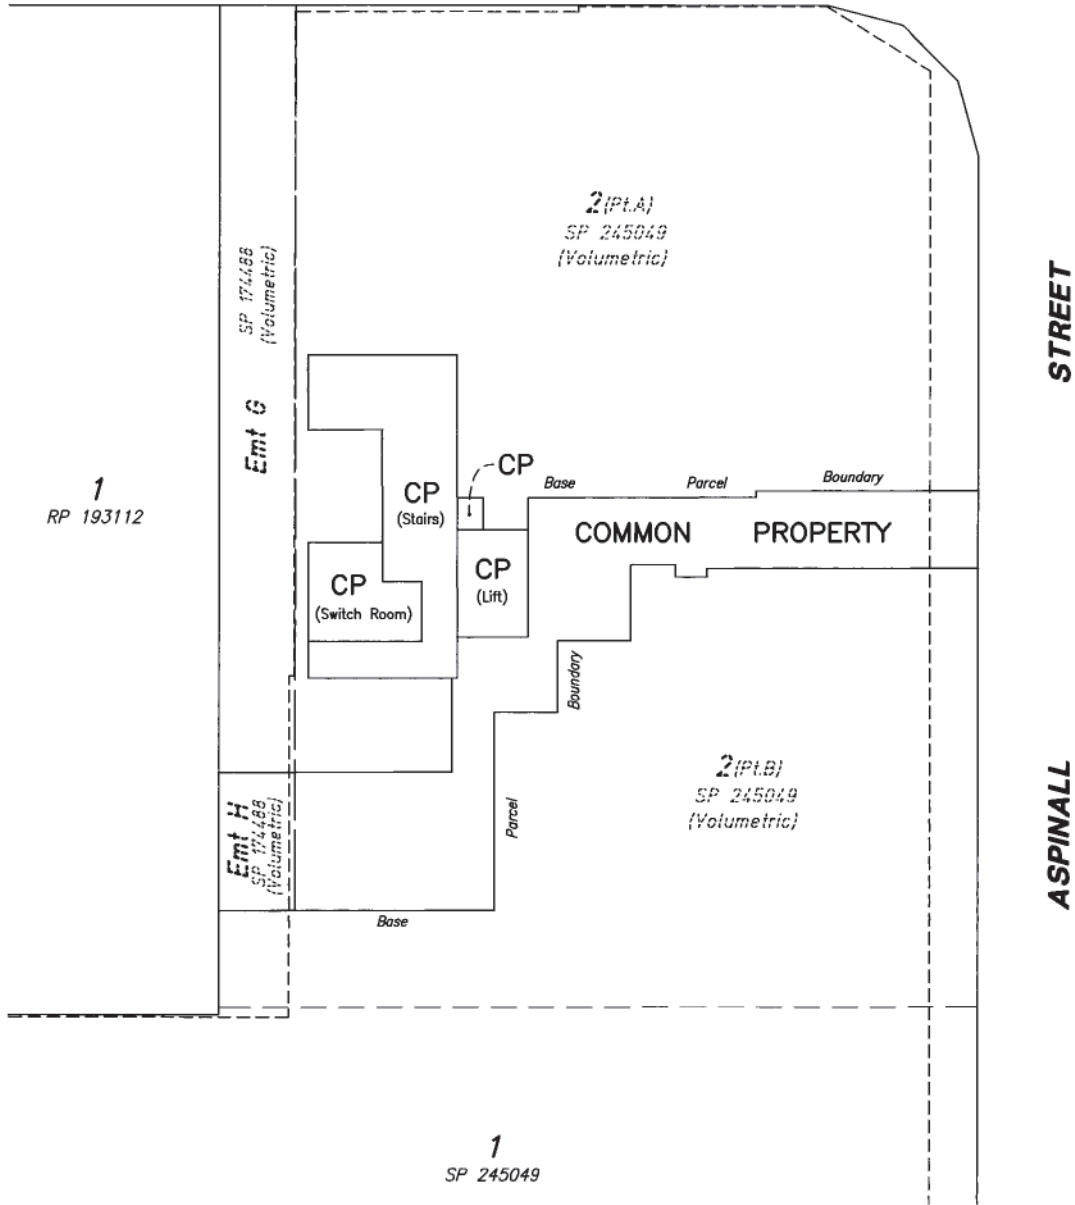 2 (Pt.A)
SP 245049
(Volumetric)
SP 174488
(Volumetric)
Emt G
STREET
1
RP 193112
CP
CP
(Stairs)
Base Parcel Boundary
COMMON PROPERTY
CP
(Lift)
CP
(Switch Room)
Boundary
2 (Pt.B)
SP 245049
(Volumetric)
Parcel
Emt H
SP 174488
(Volumetric)
ASPINALL
Base
1
SP 245049